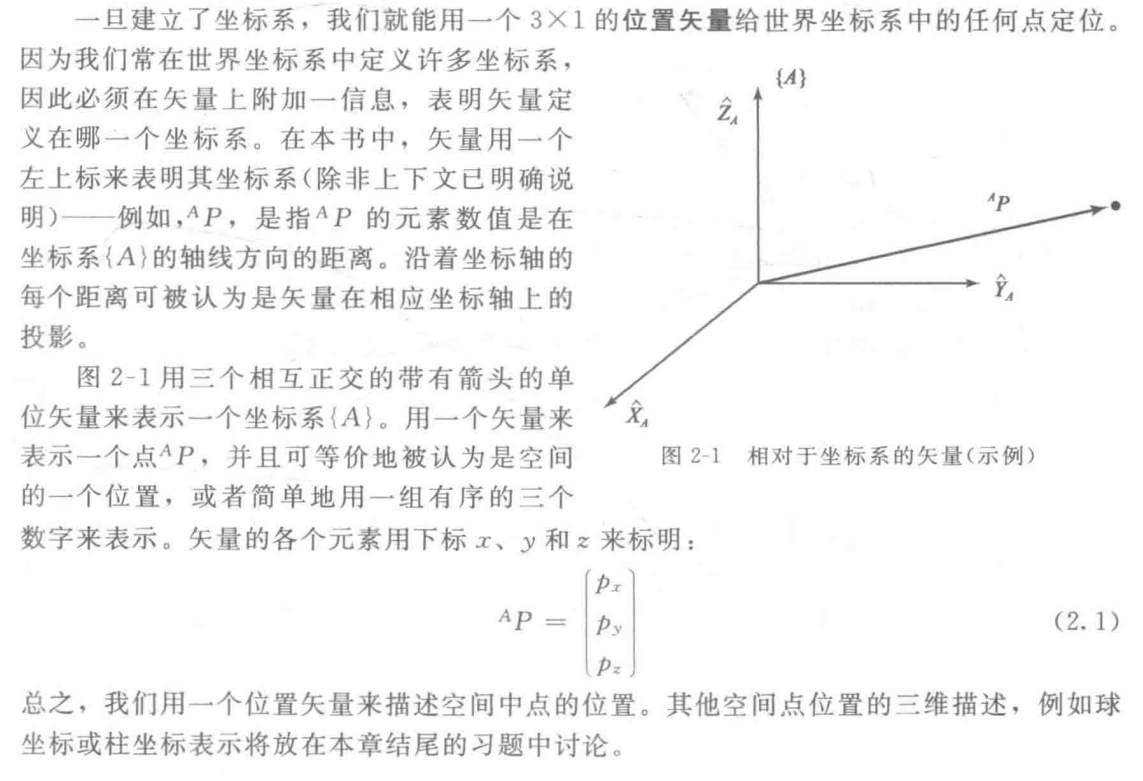 一旦建立了坐标系，我们就能用一个 3×1 的位置矢量给世界坐标系中的任何点定位。
因为我们常在世界坐标系中定义许多坐标系，
因此必须在矢量上附加一信息，表明矢量定
义在哪一个坐标系。在本书中，矢量用一个
左上标来表明其坐标系(除非上下文已明确说
明)——例如，ᴬP，是指ᴬP 的元素数值是在
坐标系{A}的轴线方向的距离。沿着坐标轴的
每个距离可被认为是矢量在相应坐标轴上的
投影。
图 2-1 用三个相互正交的带有箭头的单
位矢量来表示一个坐标系{A}。用一个矢量来
表示一个点ᴬP，并且可等价地被认为是空间
的一个位置，或者简单地用一组有序的三个
数字来表示。矢量的各个元素用下标 x、y 和 z 来标明：
{A}
Ẑ_A
ᴬP
Ŷ_A
X̂_A
图 2-1 相对于坐标系的矢量(示例)
p_x
ᴬP = p_y (2.1)
p_z
总之，我们用一个位置矢量来描述空间中点的位置。其他空间点位置的三维描述，例如球
坐标或柱坐标表示将放在本章结尾的习题中讨论。